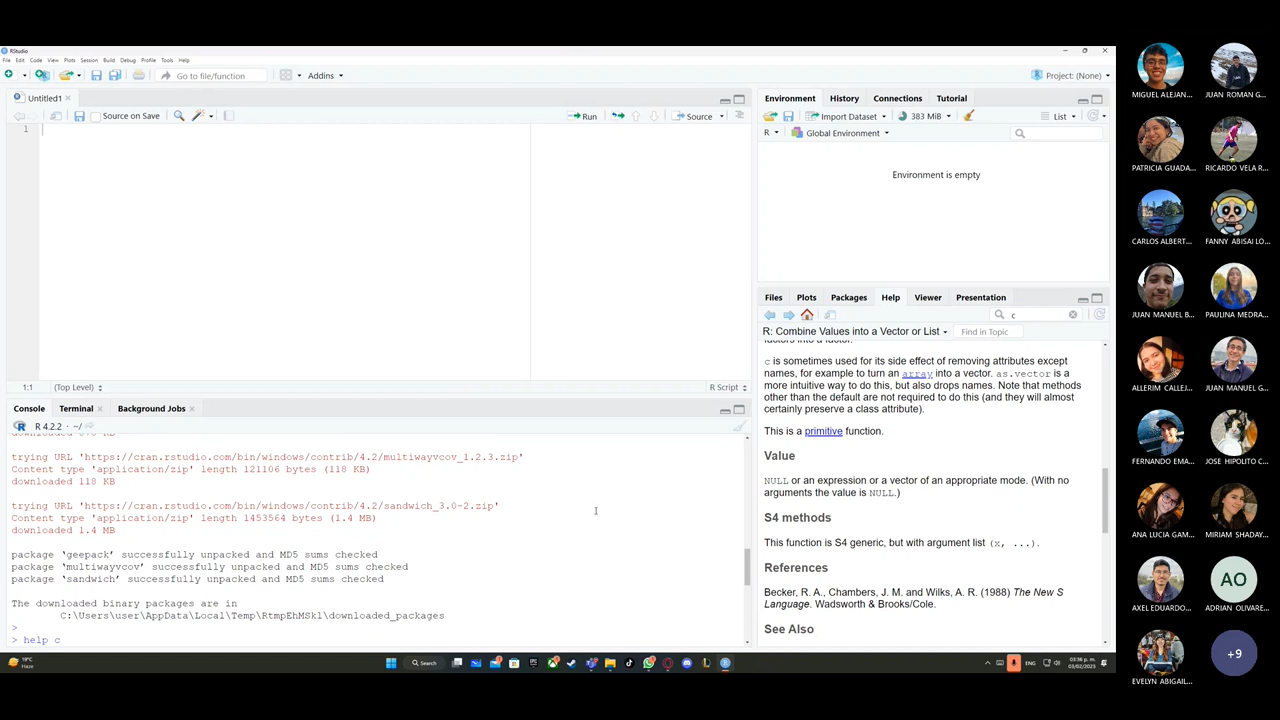 RStudio
File Edit Code View Plots Session Build Debug Profile Tools Help
Go to file/function
Addins
Project: (None)
Untitled1
Source on Save
Run
Source
1
1:1
(Top Level)
R Script
Console
Terminal
Background Jobs
R 4.2.2 · ~/
trying URL 'https://cran.rstudio.com/bin/windows/contrib/4.2/multiwayvcov_1.2.3.zip'
Content type 'application/zip' length 121106 bytes (118 KB)
downloaded 118 KB
trying URL 'https://cran.rstudio.com/bin/windows/contrib/4.2/sandwich_3.0-2.zip'
Content type 'application/zip' length 1453564 bytes (1.4 MB)
downloaded 1.4 MB
package ‘geepack’ successfully unpacked and MD5 sums checked
package ‘multiwayvcov’ successfully unpacked and MD5 sums checked
package ‘sandwich’ successfully unpacked and MD5 sums checked
The downloaded binary packages are in
C:\Users\user\AppData\Local\Temp\RtmpEhMSkl\downloaded_packages
>
> help c
Environment
History
Connections
Tutorial
Import Dataset
383 MiB
List
R
Global Environment
Environment is empty
Files
Plots
Packages
Help
Viewer
Presentation
c
R: Combine Values into a Vector or List
Find in Topic
factors into a factor.
c is sometimes used for its side effect of removing attributes except
names, for example to turn an array into a vector. as.vector is a
more intuitive way to do this, but also drops names. Note that methods
other than the default are not required to do this (and they will almost
certainly preserve a class attribute).
This is a primitive function.
Value
NULL or an expression or a vector of an appropriate mode. (With no
arguments the value is NULL.)
S4 methods
This function is S4 generic, but with argument list (x, ...).
References
Becker, R. A., Chambers, J. M. and Wilks, A. R. (1988) The New S
Language. Wadsworth & Brooks/Cole.
See Also
19°C
Haze
Search
ENG
03:36 p. m.
03/02/2023
MIGUEL ALEJAN...
JUAN ROMAN G...
PATRICIA GUADA...
RICARDO VELA R...
CARLOS ALBERT...
FANNY ABISAI LO...
JUAN MANUEL B...
PAULINA MEDRA...
ALLERIM CALLEJ...
JUAN MANUEL G...
FERNANDO EMA...
JOSE HIPOLITO C...
ANA LUCIA GAM...
MIRIAM SHADAY...
AXEL EDUARDO...
AO
ADRIAN OLIVARE...
EVELYN ABIGAIL...
+9